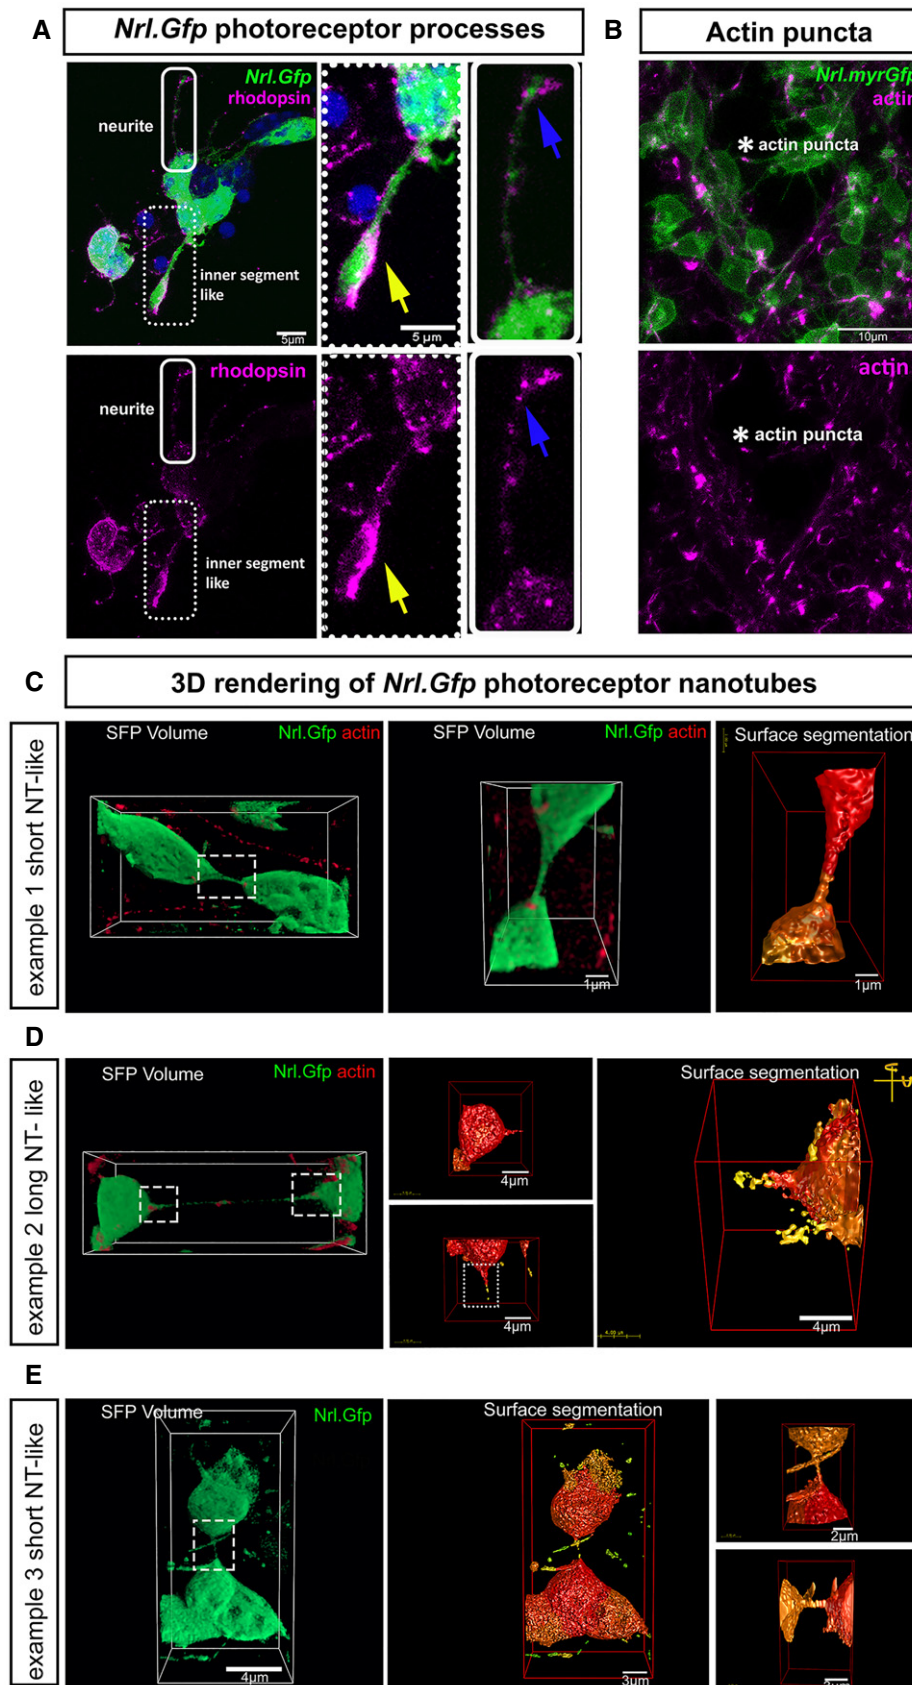 A
Nrl.Gfp photoreceptor processes
B
Actin puncta
Nrl.Gfp
rhodopsin
neurite
inner segment
like
5μm
5 μm
Nrl.myrGfp
actin
* actin puncta
10μm
rhodopsin
neurite
inner segment
like
actin
* actin puncta
C
3D rendering of Nrl.Gfp photoreceptor nanotubes
example 1 short NT-like
SFP Volume
Nrl.Gfp actin
SFP Volume
Nrl.Gfp actin
1μm
Surface segmentation
1μm
D
example 2 long NT- like
SFP Volume
Nrl.Gfp actin
4μm
4μm
Surface segmentation
4μm
E
example 3 short NT-like
SFP Volume
Nrl.Gfp
4μm
Surface segmentation
3μm
2μm